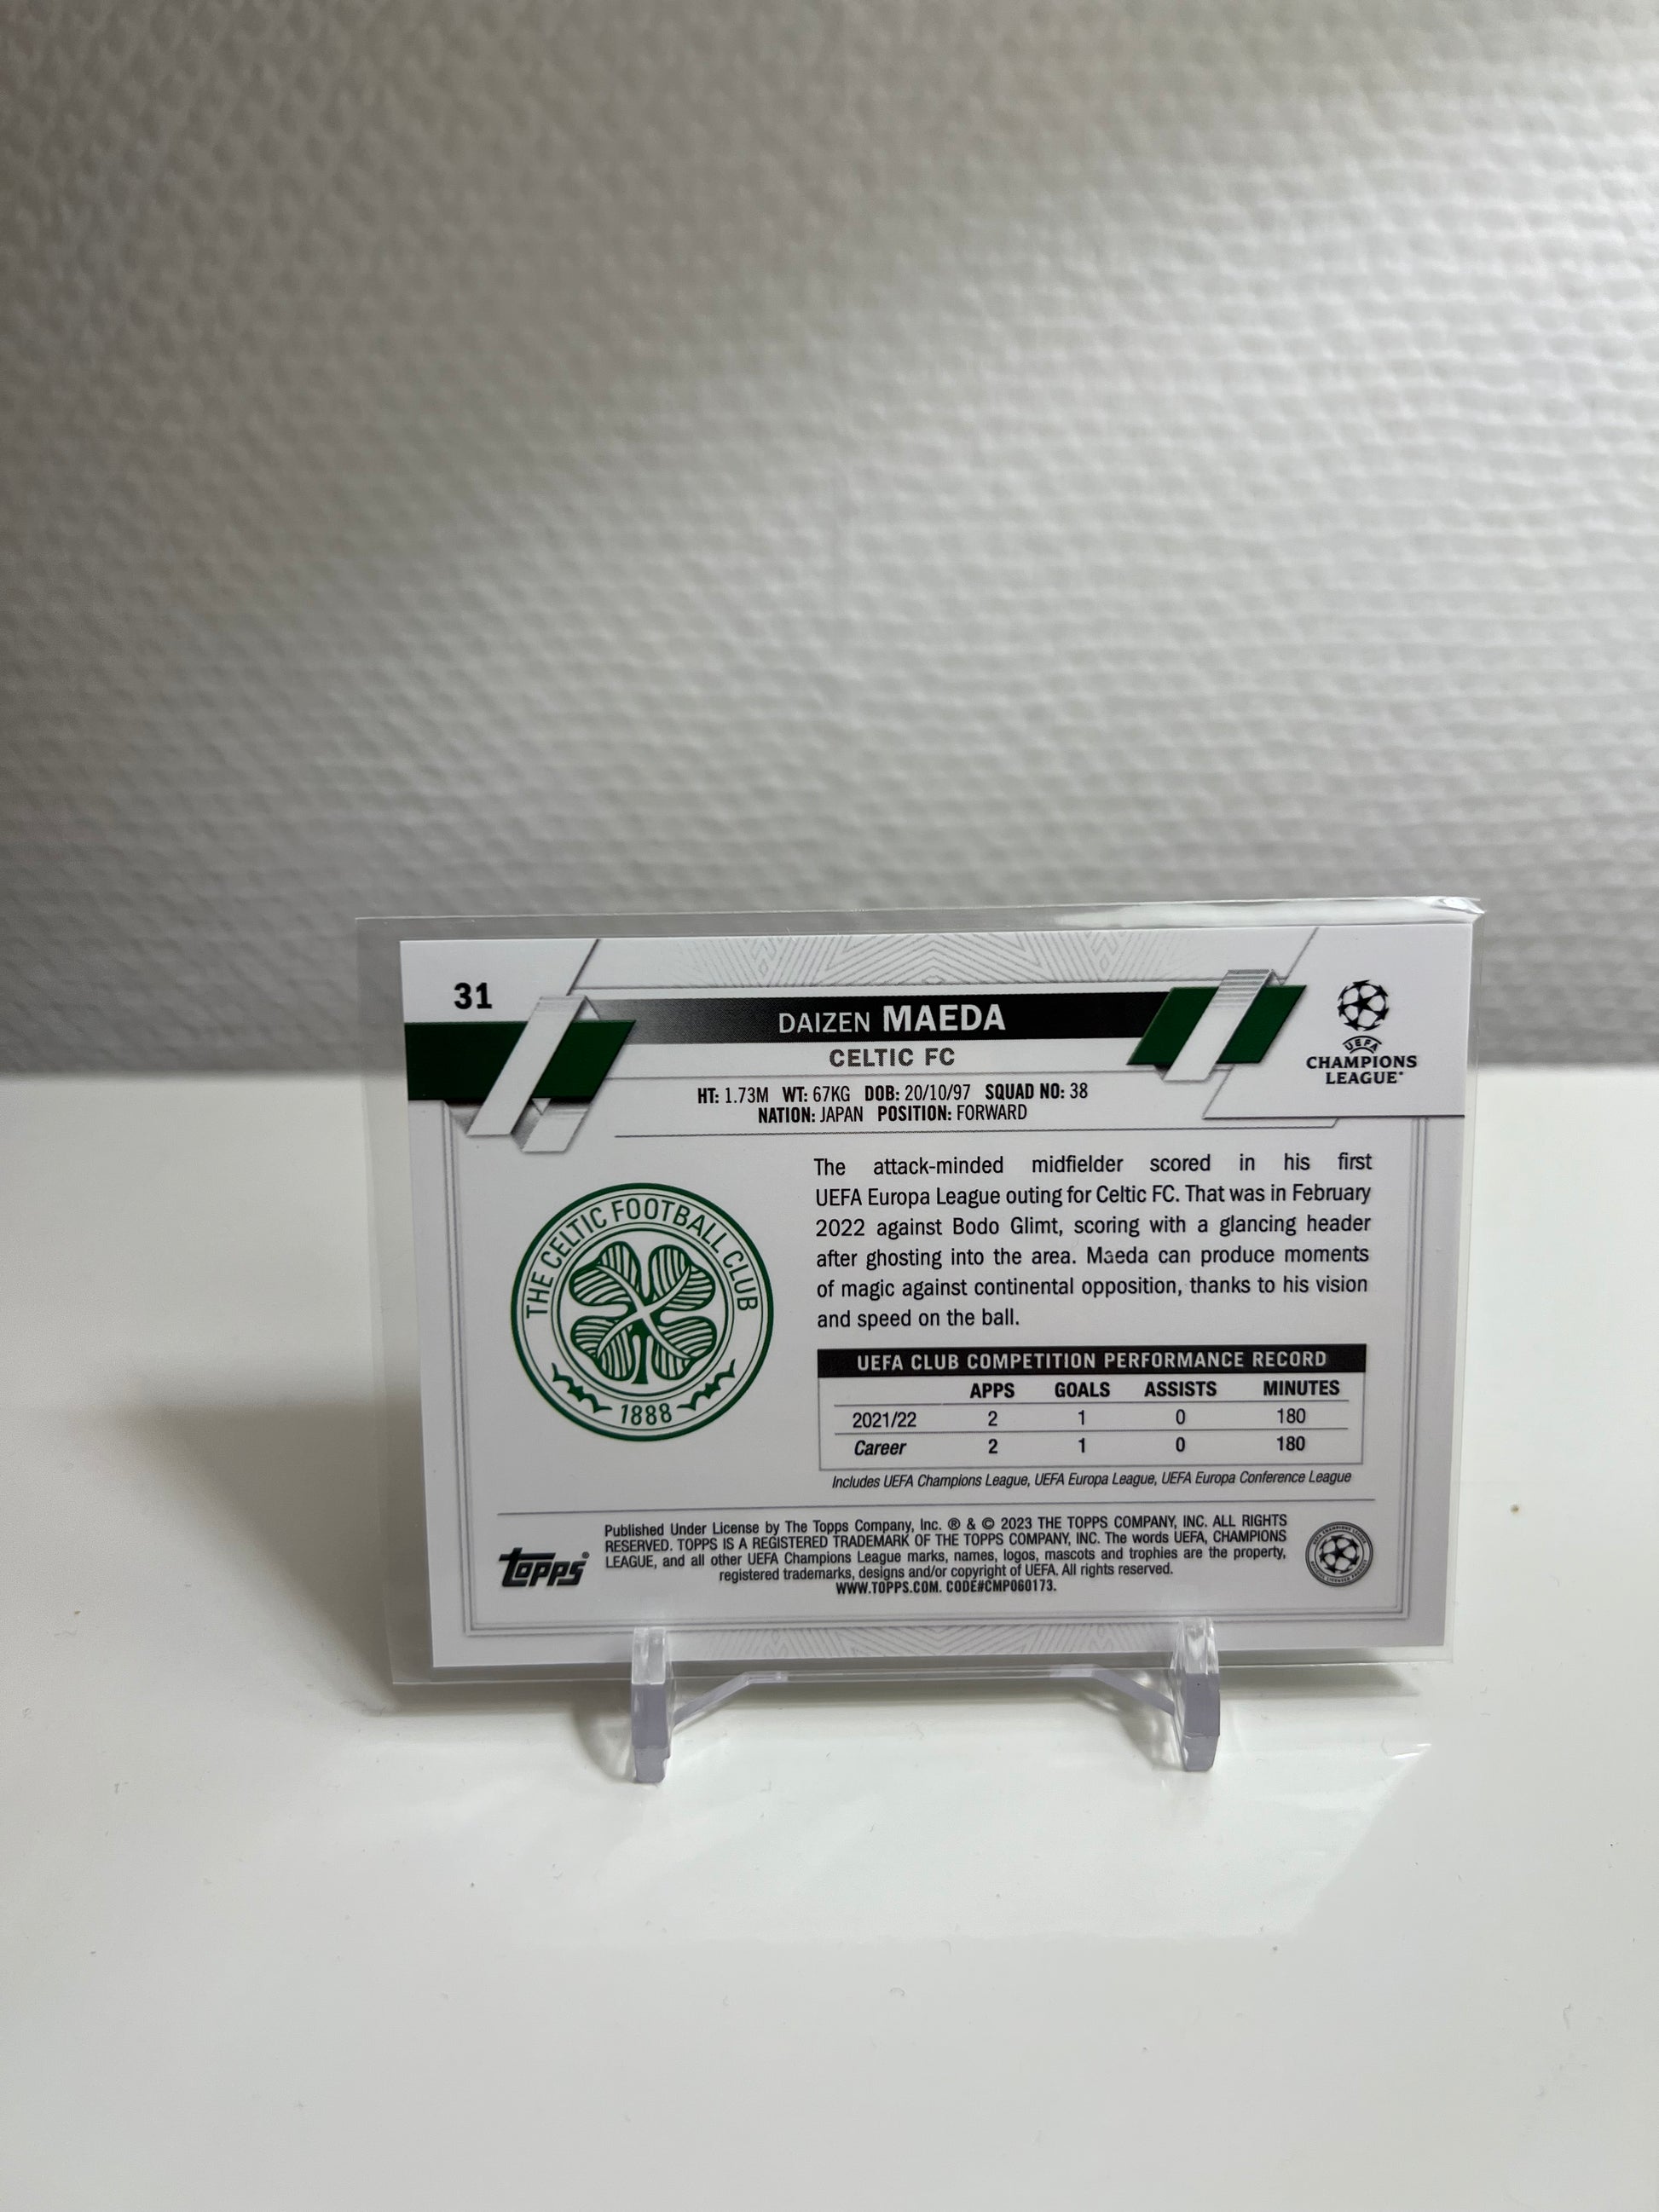 31
DAIZEN MAEDA
CELTIC FC
HT: 1.73M WT: 67KG DOB: 20/10/97 SQUAD NO: 38
NATION: JAPAN POSITION: FORWARD
UEFA
CHAMPIONS
LEAGUE
THE CELTIC FOOTBALL CLUB
1888
The attack-minded midfielder scored in his first
UEFA Europa League outing for Celtic FC. That was in February
2022 against Bodo Glimt, scoring with a glancing header
after ghosting into the area. Maeda can produce moments
of magic against continental opposition, thanks to his vision
and speed on the ball.
UEFA CLUB COMPETITION PERFORMANCE RECORD
APPS GOALS ASSISTS MINUTES
2021/22 2 1 0 180
Career 2 1 0 180
Includes UEFA Champions League, UEFA Europa League, UEFA Europa Conference League
topps®
Published Under License by The Topps Company, Inc. ® & © 2023 THE TOPPS COMPANY, INC. ALL RIGHTS
RESERVED. TOPPS IS A REGISTERED TRADEMARK OF THE TOPPS COMPANY, INC. The words UEFA, CHAMPIONS
LEAGUE, and all other UEFA Champions League marks, names, logos, mascots and trophies are the property,
registered trademarks, designs and/or copyright of UEFA. All rights reserved.
WWW.TOPPS.COM. CODE#CMP060173.